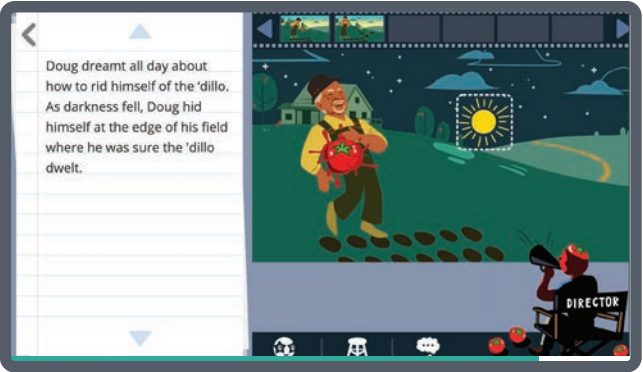 Doug dreamt all day about
how to rid himself of the ‘dillo.
As darkness fell, Doug hid
himself at the edge of his field
where he was sure the 'dillo
dwelt.
DIRECTOR